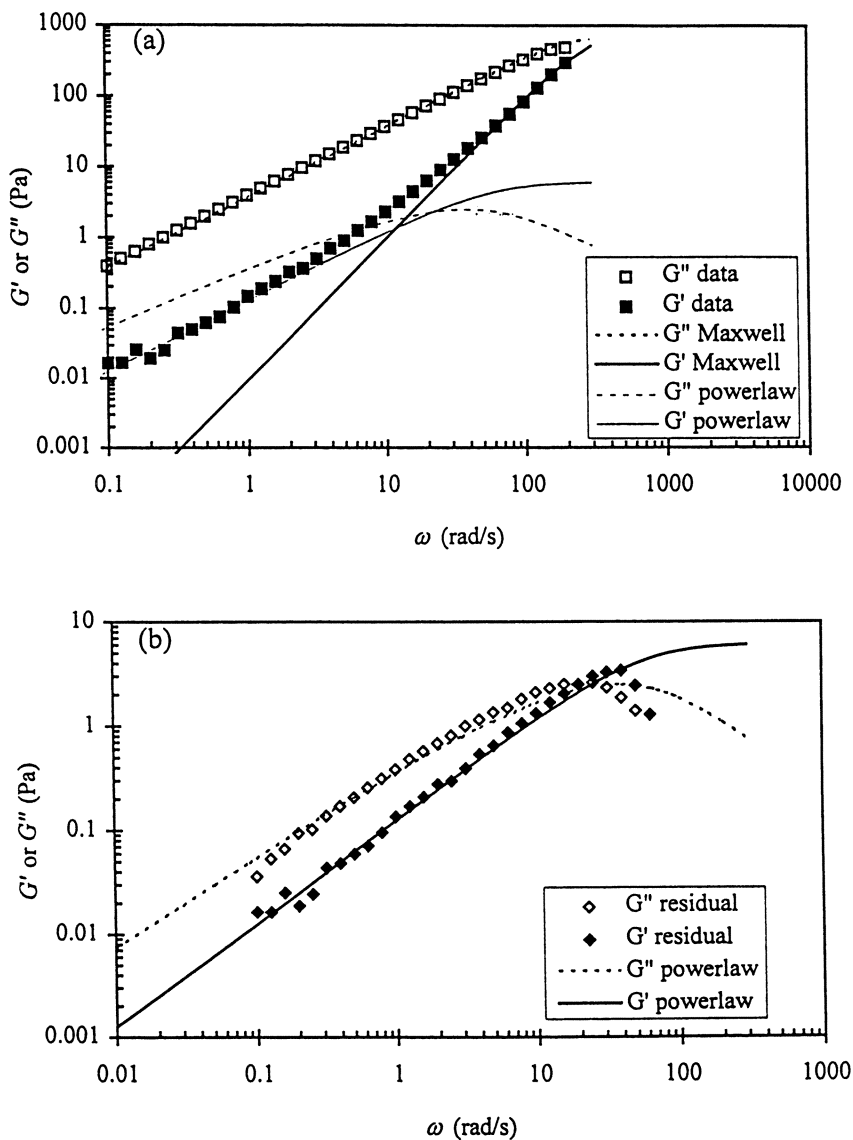 (a)
1000
100
10
1
0.1
0.01
0.001
G' or G" (Pa)
G" data
G' data
G" Maxwell
G' Maxwell
G" powerlaw
G' powerlaw
0.1
1
10
100
1000
10000
ω (rad/s)
(b)
10
1
0.1
0.01
0.001
G' or G" (Pa)
G" residual
G' residual
G" powerlaw
G' powerlaw
0.01
0.1
1
10
100
1000
ω (rad/s)